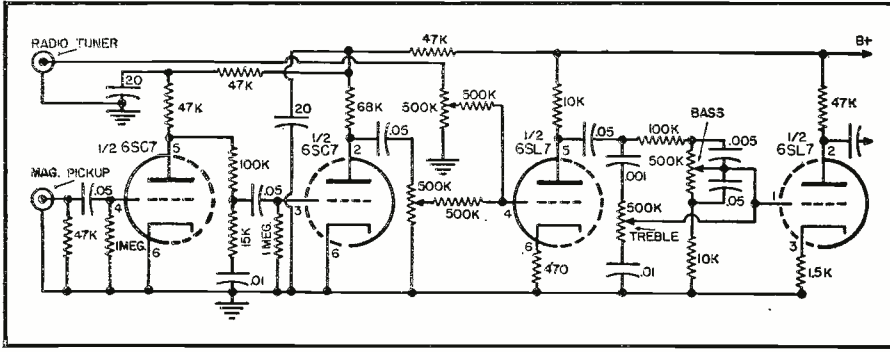 RADIO TUNER
MAG. PICKUP
.20
47K
47K
1/2
6SC7
5
4
6
.05
47K
1 MEG.
100K
15K
.01
.05
1 MEG.
.20
47K
68K
1/2
6SC7
2
3
6
.05
500K
500K
500K
500K
10K
1/2
6SL7
5
4
6
470
.05
.001
500K
TREBLE
.01
100K
BASS
500K
.005
.05
10K
B+
47K
1/2
6SL7
2
1
3
1.5K